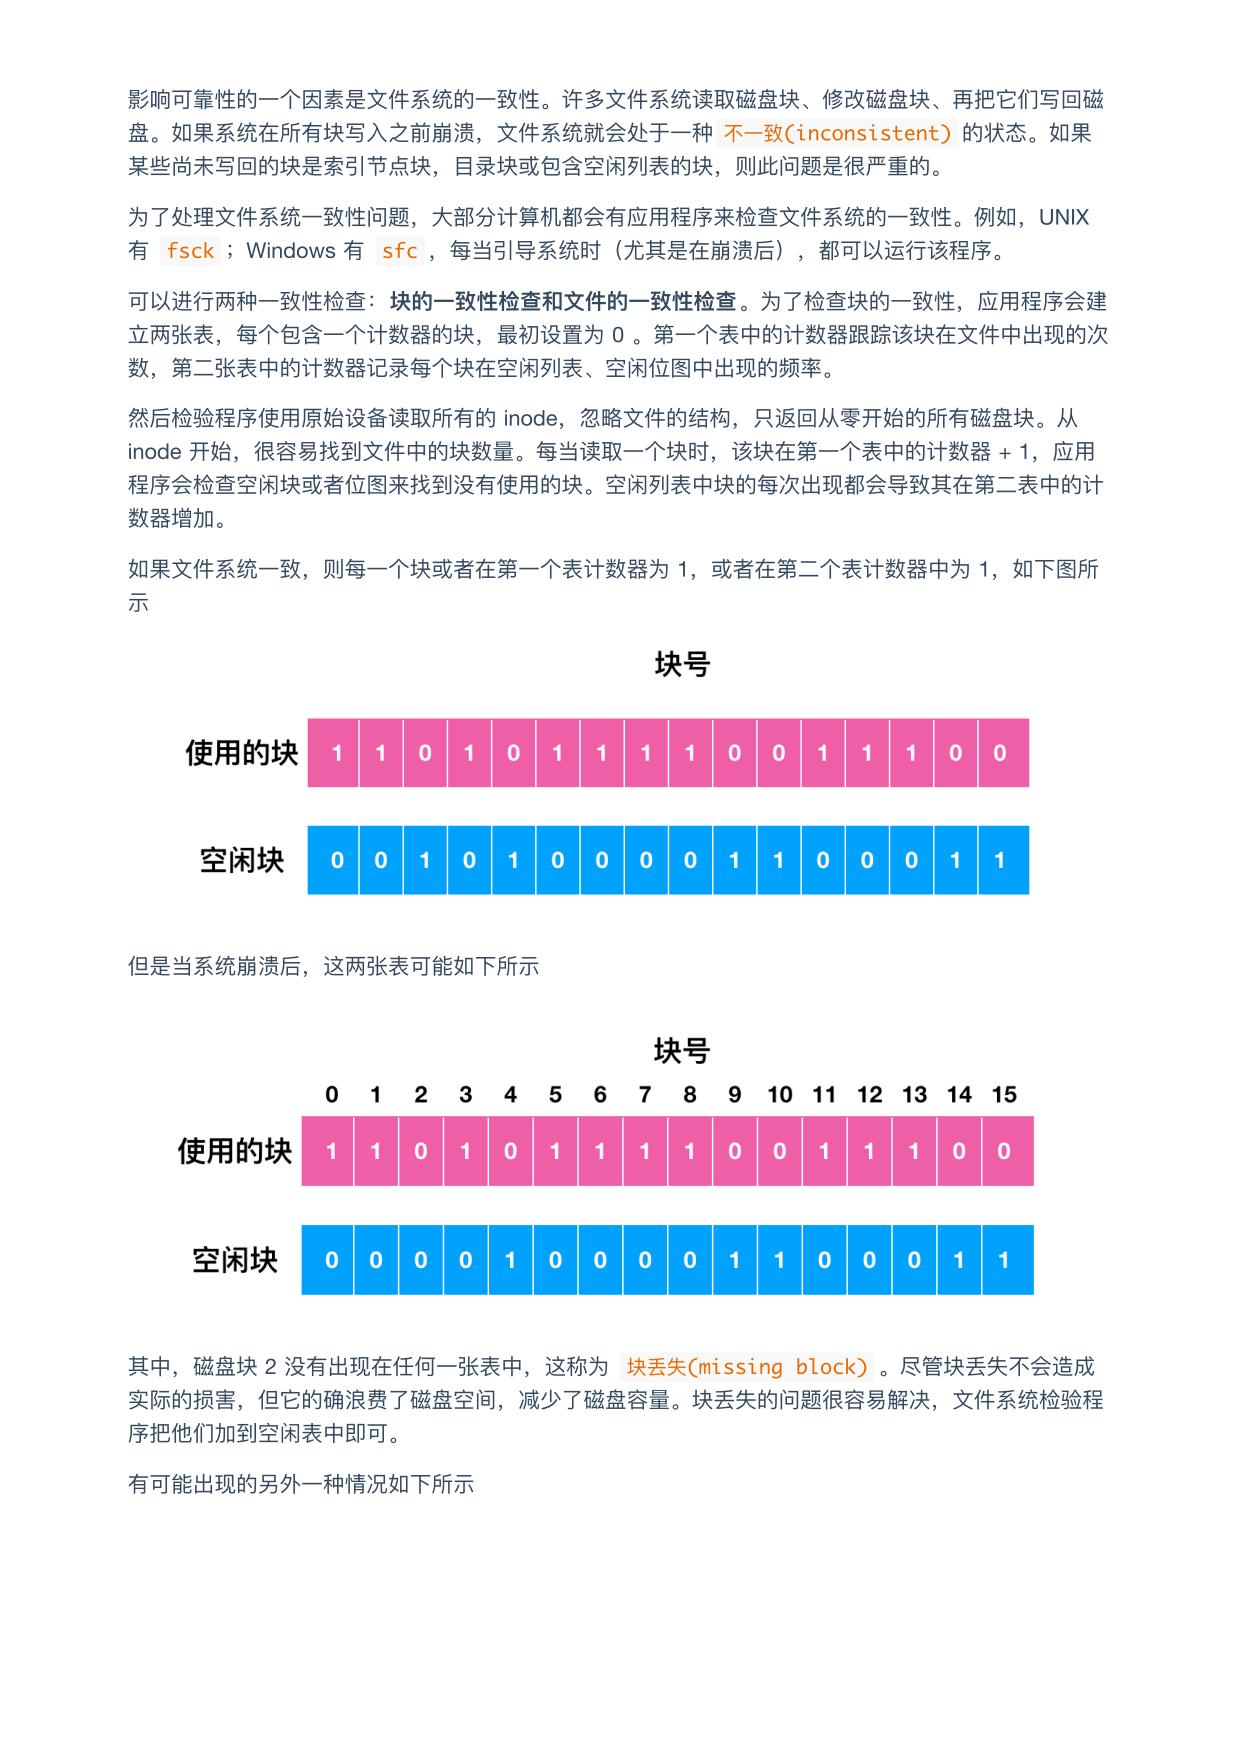 影响可靠性的一个因素是文件系统的一致性。许多文件系统读取磁盘块、修改磁盘块、再把它们写回磁
盘。如果系统在所有块写入之前崩溃，文件系统就会处于一种 不一致(inconsistent) 的状态。如果
某些尚未写回的块是索引节点块，目录块或包含空闲列表的块，则此问题是很严重的。
为了处理文件系统一致性问题，大部分计算机都会有应用程序来检查文件系统的一致性。例如，UNIX
有 fsck ；Windows 有 sfc ，每当引导系统时（尤其是在崩溃后），都可以运行该程序。
可以进行两种一致性检查：块的一致性检查和文件的一致性检查。为了检查块的一致性，应用程序会建
立两张表，每个包含一个计数器的块，最初设置为 0 。第一个表中的计数器跟踪该块在文件中出现的次
数，第二张表中的计数器记录每个块在空闲列表、空闲位图中出现的频率。
然后检验程序使用原始设备读取所有的 inode，忽略文件的结构，只返回从零开始的所有磁盘块。从
inode 开始，很容易找到文件中的块数量。每当读取一个块时，该块在第一个表中的计数器 + 1，应用
程序会检查空闲块或者位图来找到没有使用的块。空闲列表中块的每次出现都会导致其在第二表中的计
数器增加。
如果文件系统一致，则每一个块或者在第一个表计数器为 1，或者在第二个表计数器中为 1，如下图所
示
块号
使用的块 1 1 0 1 0 1 1 1 1 0 0 1 1 1 0 0
空闲块 0 0 1 0 1 0 0 0 0 1 1 0 0 0 1 1
但是当系统崩溃后，这两张表可能如下所示
块号
0 1 2 3 4 5 6 7 8 9 10 11 12 13 14 15
使用的块 1 1 0 1 0 1 1 1 1 0 0 1 1 1 0 0
空闲块 0 0 0 0 1 0 0 0 0 1 1 0 0 0 1 1
其中，磁盘块 2 没有出现在任何一张表中，这称为 块丢失(missing block) 。尽管块丢失不会造成
实际的损害，但它的确浪费了磁盘空间，减少了磁盘容量。块丢失的问题很容易解决，文件系统检验程
序把他们加到空闲表中即可。
有可能出现的另外一种情况如下所示